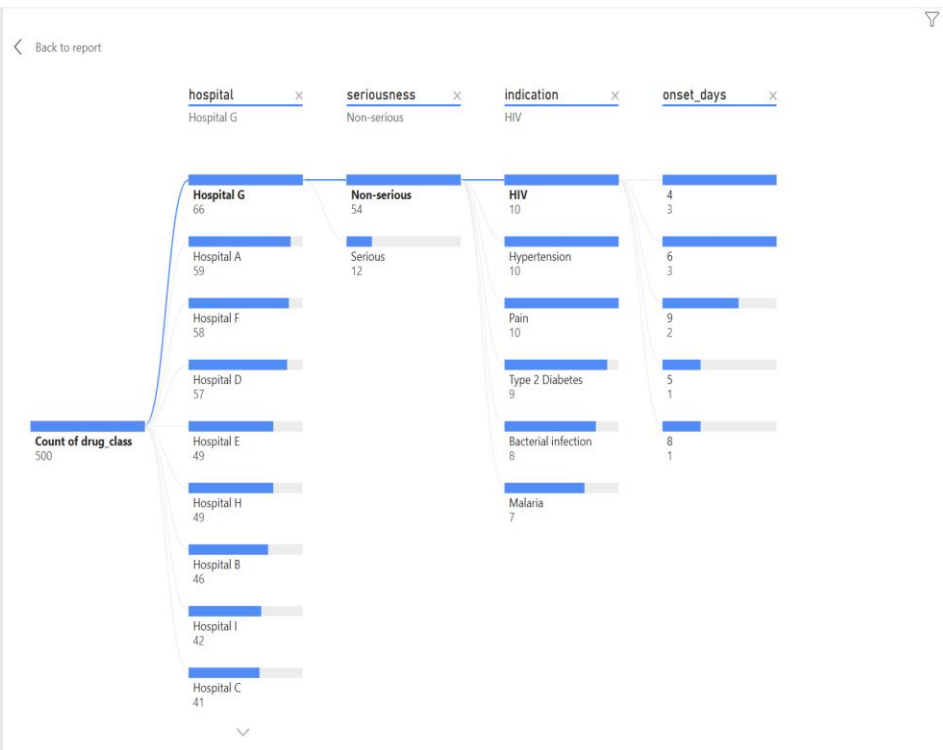 Back to report
hospital
Hospital G
seriousness
Non-serious
indication
HIV
onset_days
Count of drug_class
500
Hospital G
66
Hospital A
59
Hospital F
58
Hospital D
57
Hospital E
49
Hospital H
49
Hospital B
46
Hospital I
42
Hospital C
41
Non-serious
54
Serious
12
HIV
10
Hypertension
10
Pain
10
Type 2 Diabetes
9
Bacterial infection
8
Malaria
7
4
3
6
3
9
2
5
1
8
1